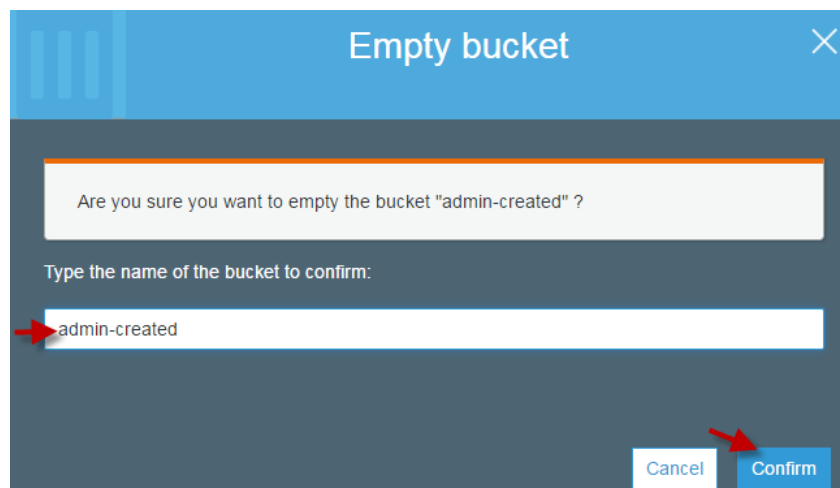 Empty bucket
Are you sure you want to empty the bucket "admin-created" ?
Type the name of the bucket to confirm:
admin-created
Cancel
Confirm